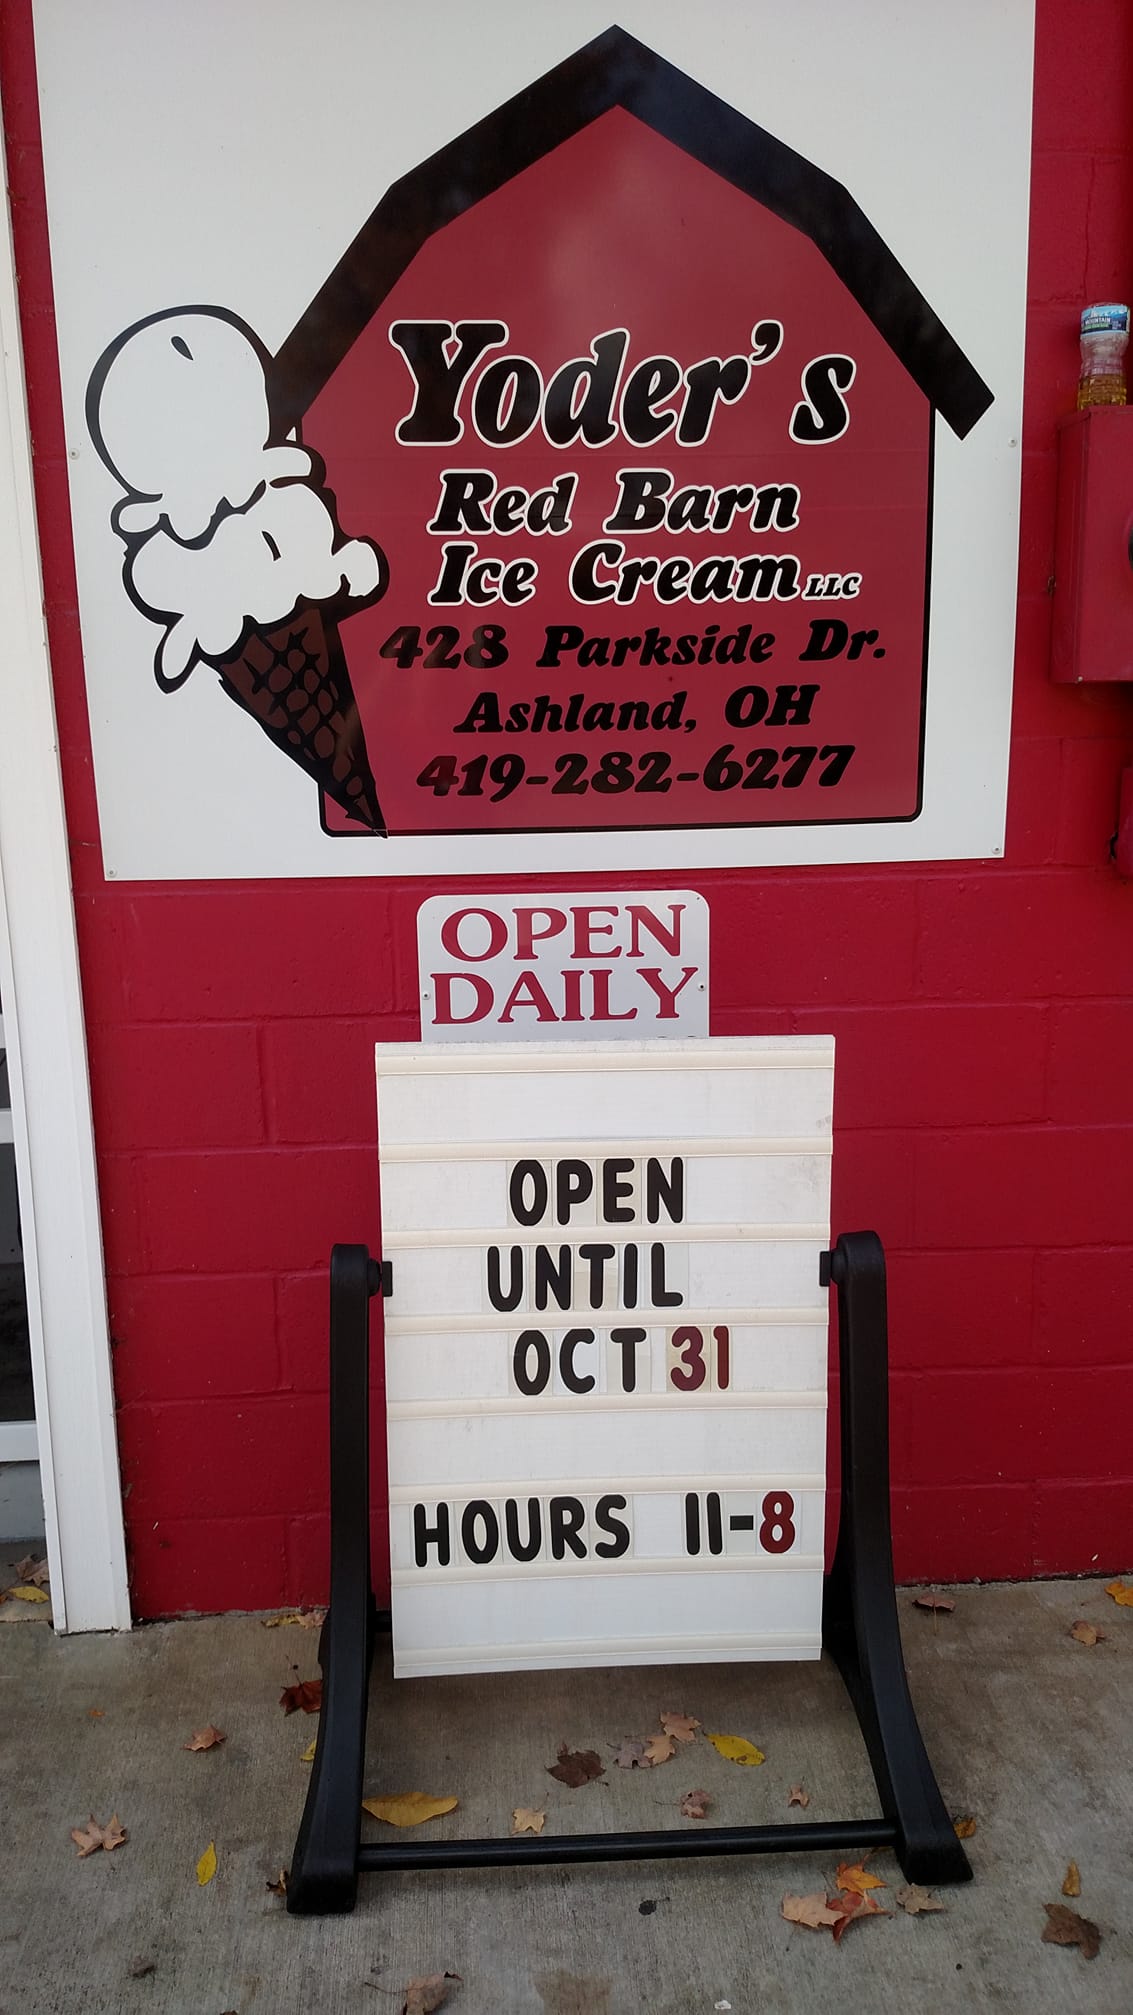 Yoder's
Red Barn
Ice Cream LLC
428 Parkside Dr.
Ashland, OH
419-282-6277
OPEN
DAILY
OPEN
UNTIL
OCT 31
HOURS 11-8